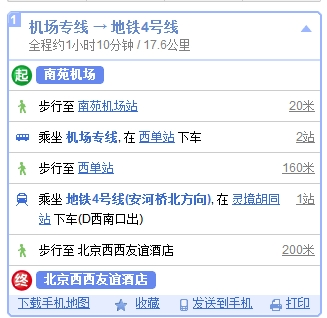 1
机场专线 → 地铁4号线
全程约1小时10分钟 / 17.6公里
起 南苑机场
步行至 南苑机场站 20米
乘坐 机场专线, 在 西单站 下车 2站
步行至 西单站 160米
乘坐 地铁4号线(安河桥北方向), 在 灵境胡同 1站
站 下车(D西南口出)
步行至 北京西西友谊酒店 200米
终 北京西西友谊酒店
下载手机地图 收藏 发送到手机 打印